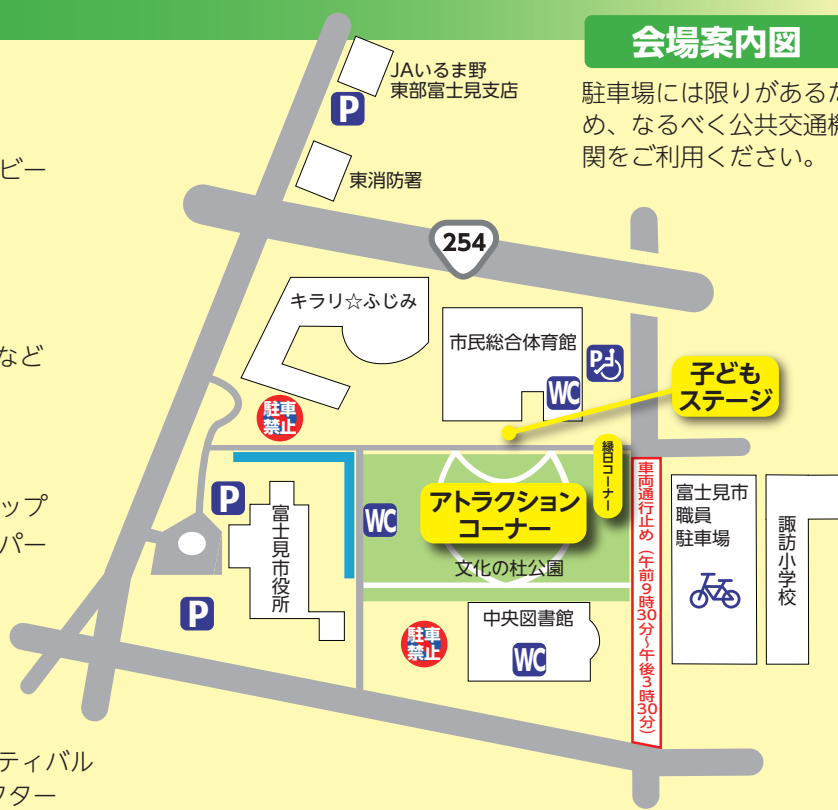 会場案内図
駐車場には限りがあるた
め、なるべく公共交通機
関をご利用ください。
JAいるま野
東部富士見支店
P
東消防署
ビー
254
キラリ☆ふじみ
市民総合体育館
P
WC
など
子ども
ステージ
駐車
禁止
縁日コーナー
車両通行止め（午前9時30分～午後3時30分）
ップ
パー
P
富士見市役所
WC
アトラクション
コーナー
文化の杜公園
富士見市
職員
駐車場
諏訪小学校
P
駐車
禁止
中央図書館
WC
ティバル
フター